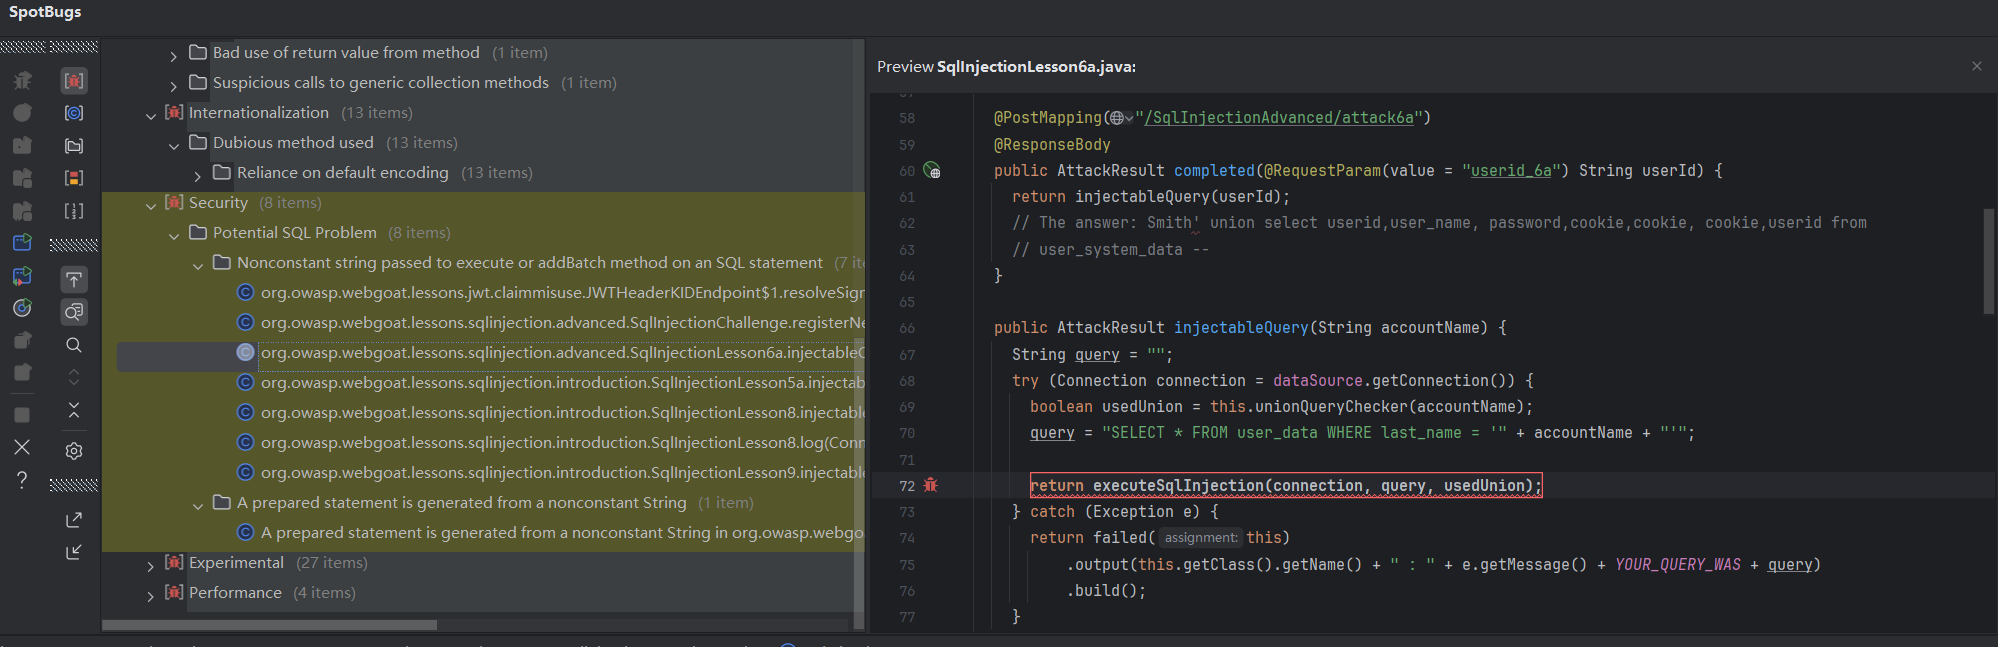 SpotBugs
Bad use of return value from method (1 item)
Suspicious calls to generic collection methods (1 item)
Internationalization (13 items)
Dubious method used (13 items)
Reliance on default encoding (13 items)
Security (8 items)
Potential SQL Problem (8 items)
Nonconstant string passed to execute or addBatch method on an SQL statement (7 ite
org.owasp.webgoat.lessons.jwt.claimmisuse.JWTHeaderKIDEndpoint$1.resolveSign
org.owasp.webgoat.lessons.sqlinjection.advanced.SqlInjectionChallenge.registerNe
org.owasp.webgoat.lessons.sqlinjection.advanced.SqlInjectionLesson6a.injectable
org.owasp.webgoat.lessons.sqlinjection.introduction.SqlInjectionLesson5a.injectab
org.owasp.webgoat.lessons.sqlinjection.introduction.SqlInjectionLesson8.injectable
org.owasp.webgoat.lessons.sqlinjection.introduction.SqlInjectionLesson8.log(Conn
org.owasp.webgoat.lessons.sqlinjection.introduction.SqlInjectionLesson9.injectable
A prepared statement is generated from a nonconstant String (1 item)
A prepared statement is generated from a nonconstant String in org.owasp.webgo
Experimental (27 items)
Performance (4 items)
Preview SqlInjectionLesson6a.java:
58 @PostMapping("/SqlInjectionAdvanced/attack6a")
59 @ResponseBody
60 public AttackResult completed(@RequestParam(value = "userid_6a") String userId) {
61 return injectableQuery(userId);
62 // The answer: Smith' union select userid,user_name, password,cookie,cookie, cookie,userid from
63 // user_system_data --
64 }
65
66 public AttackResult injectableQuery(String accountName) {
67 String query = "";
68 try (Connection connection = dataSource.getConnection()) {
69 boolean usedUnion = this.unionQueryChecker(accountName);
70 query = "SELECT * FROM user_data WHERE last_name = '" + accountName + "'";
71
72 return executeSqlInjection(connection, query, usedUnion);
73 } catch (Exception e) {
74 return failed( assignment: this)
75 .output(this.getClass().getName() + " : " + e.getMessage() + YOUR_QUERY_WAS + query)
76 .build();
77 }